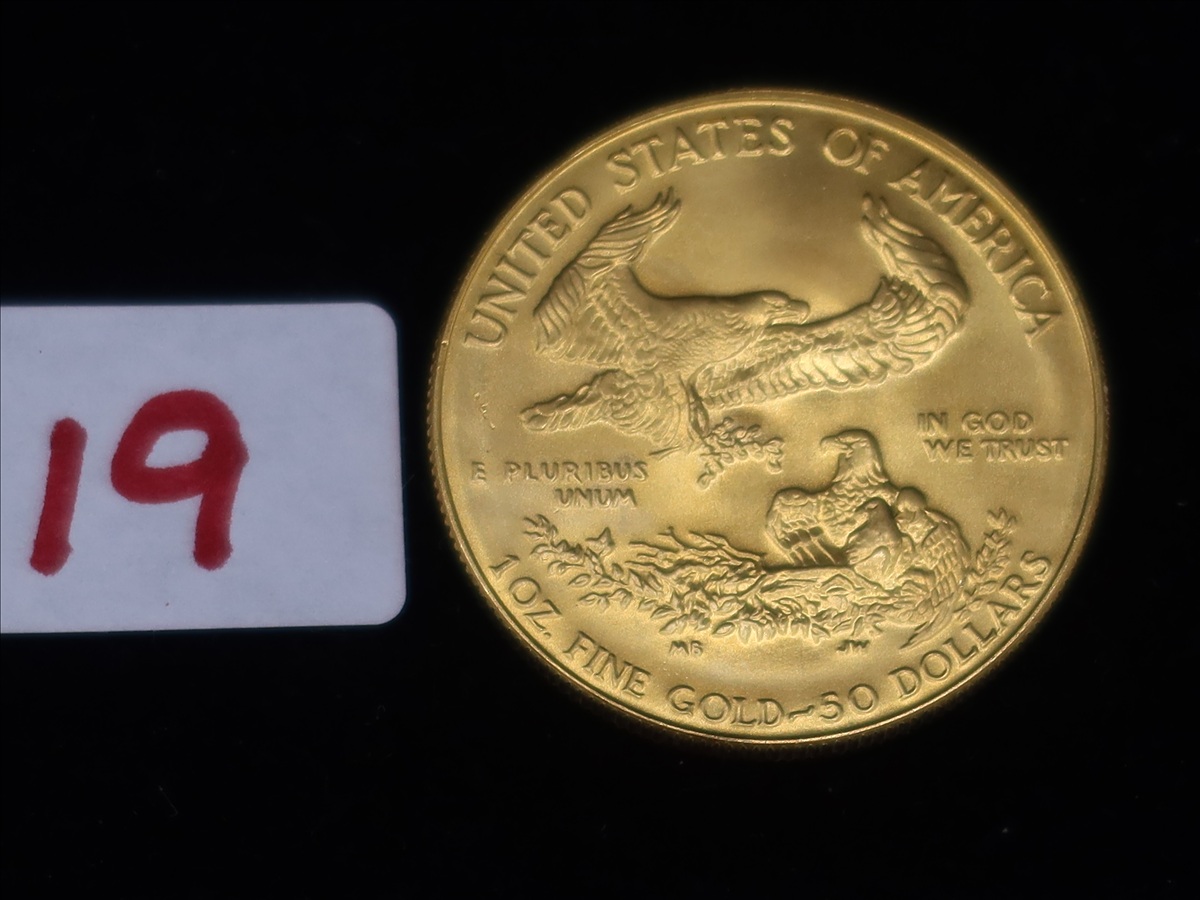 19
UNITED STATES OF AMERICA
IN GOD
WE TRUST
E PLURIBUS
UNUM
MB
JW
1 OZ. FINE GOLD~50 DOLLARS